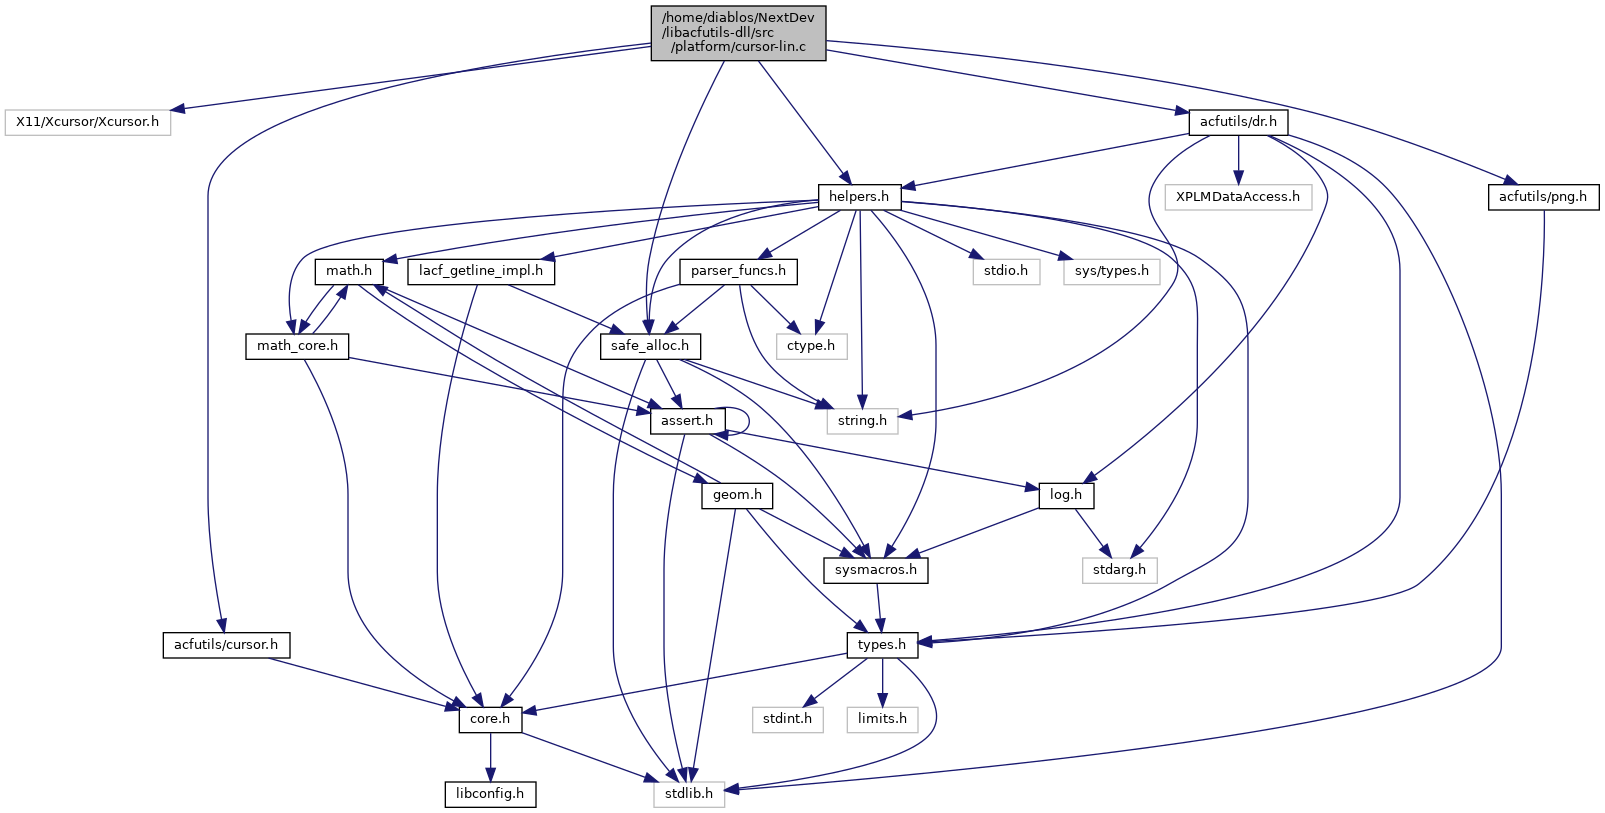 /home/diablos/NextDev
/libacfutils-dll/src
/platform/cursor-lin.c
X11/Xcursor/Xcursor.h
acfutils/dr.h
helpers.h
XPLMDataAccess.h
acfutils/png.h
math.h
lacf_getline_impl.h
parser_funcs.h
stdio.h
sys/types.h
math_core.h
safe_alloc.h
ctype.h
assert.h
string.h
geom.h
log.h
sysmacros.h
stdarg.h
acfutils/cursor.h
types.h
core.h
stdint.h
limits.h
libconfig.h
stdlib.h